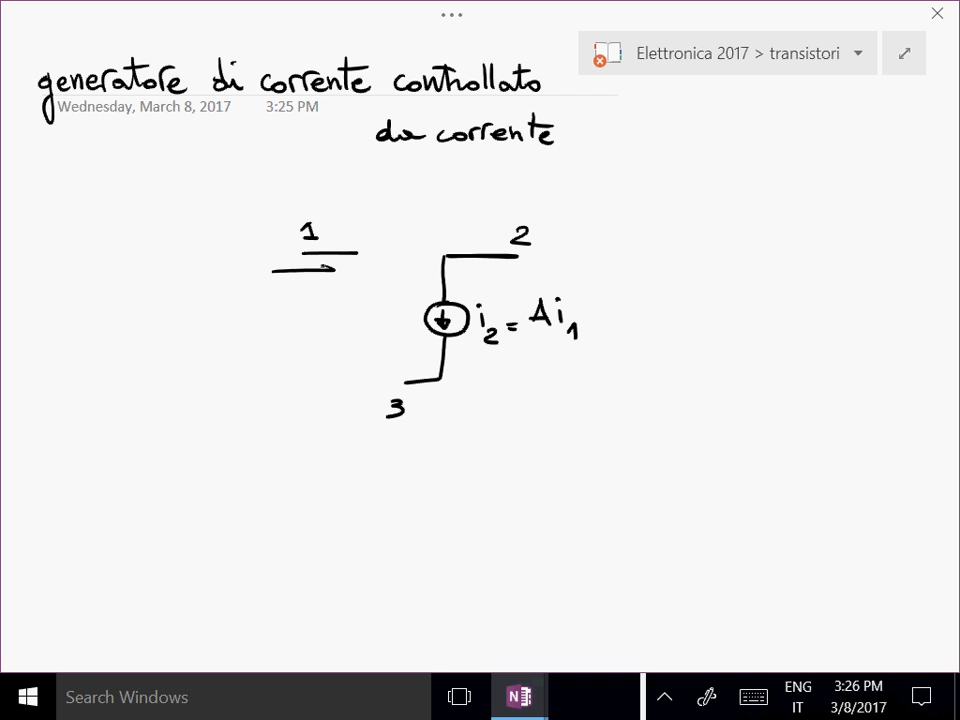 ...
Elettronica 2017 > transistori
generatore di corrente controllato
Wednesday, March 8, 2017 3:25 PM
da corrente
1
2
i2 = Ai1
3
Search Windows
N
ENG
IT
3:26 PM
3/8/2017